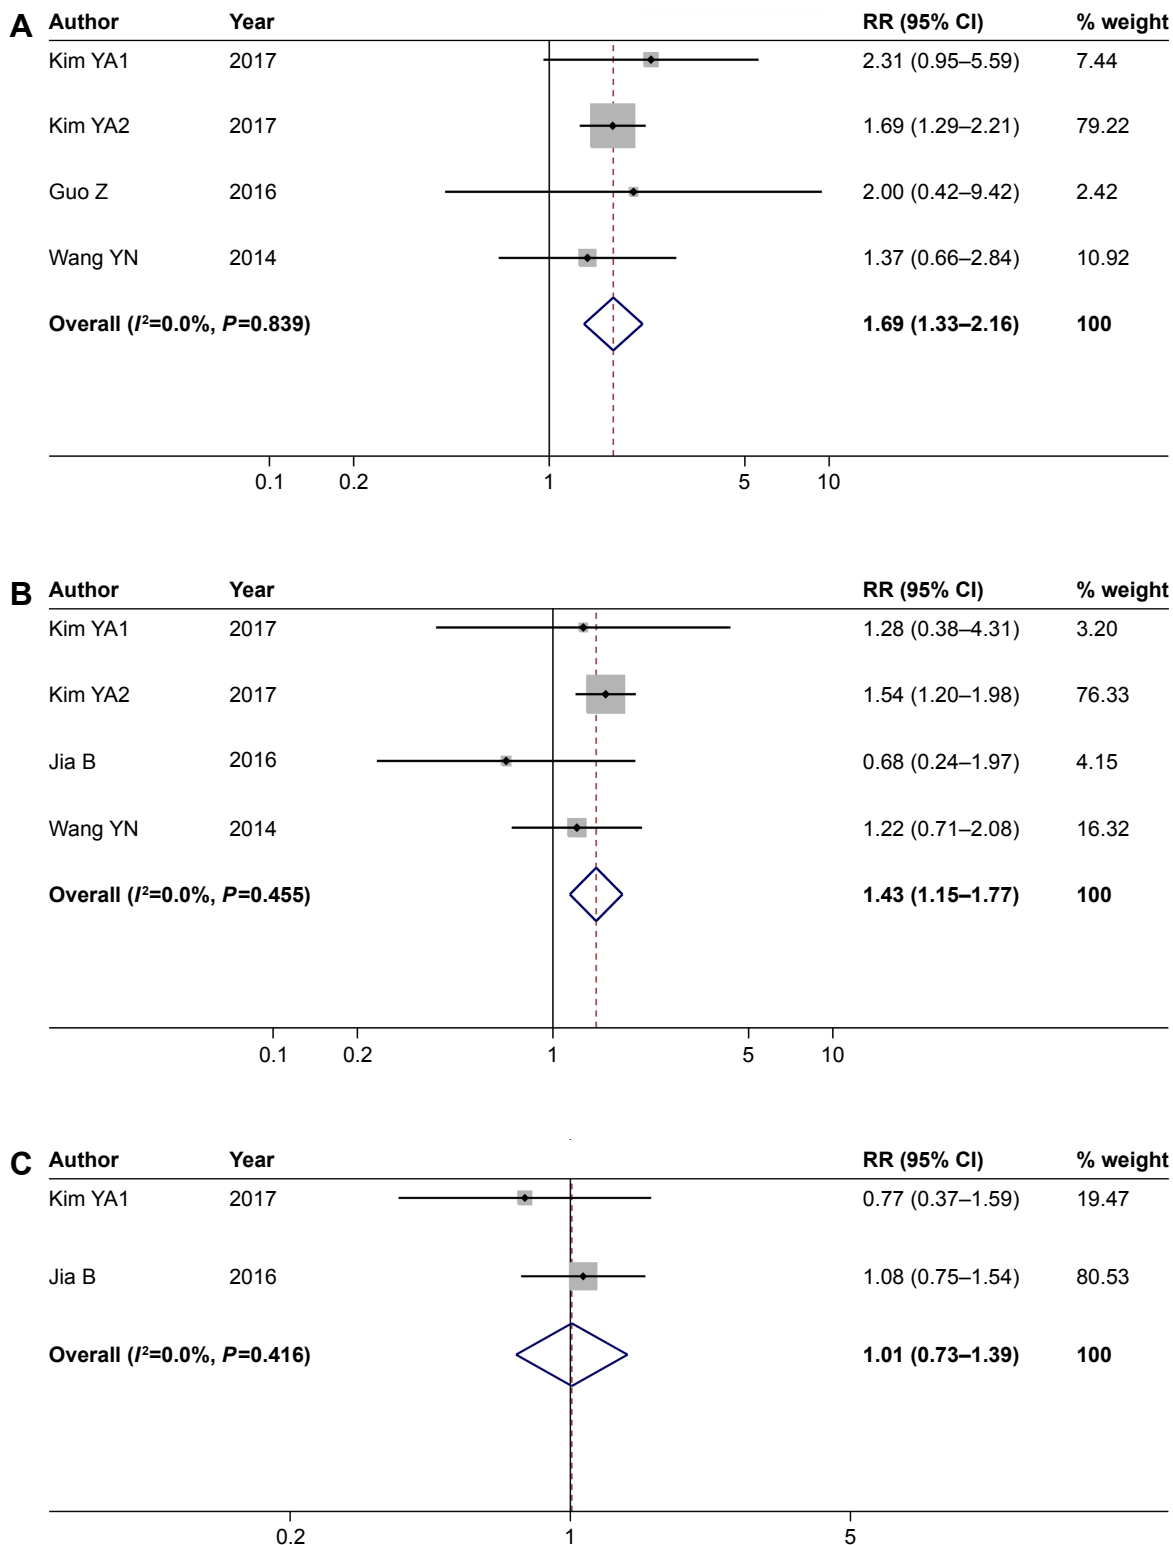 A Author Year RR (95% CI) % weight
Kim YA1 2017 2.31 (0.95–5.59) 7.44
Kim YA2 2017 1.69 (1.29–2.21) 79.22
Guo Z 2016 2.00 (0.42–9.42) 2.42
Wang YN 2014 1.37 (0.66–2.84) 10.92
Overall (I²=0.0%, P=0.839) 1.69 (1.33–2.16) 100
0.1 0.2 1 5 10
B Author Year RR (95% CI) % weight
Kim YA1 2017 1.28 (0.38–4.31) 3.20
Kim YA2 2017 1.54 (1.20–1.98) 76.33
Jia B 2016 0.68 (0.24–1.97) 4.15
Wang YN 2014 1.22 (0.71–2.08) 16.32
Overall (I²=0.0%, P=0.455) 1.43 (1.15–1.77) 100
0.1 0.2 1 5 10
C Author Year RR (95% CI) % weight
Kim YA1 2017 0.77 (0.37–1.59) 19.47
Jia B 2016 1.08 (0.75–1.54) 80.53
Overall (I²=0.0%, P=0.416) 1.01 (0.73–1.39) 100
0.2 1 5